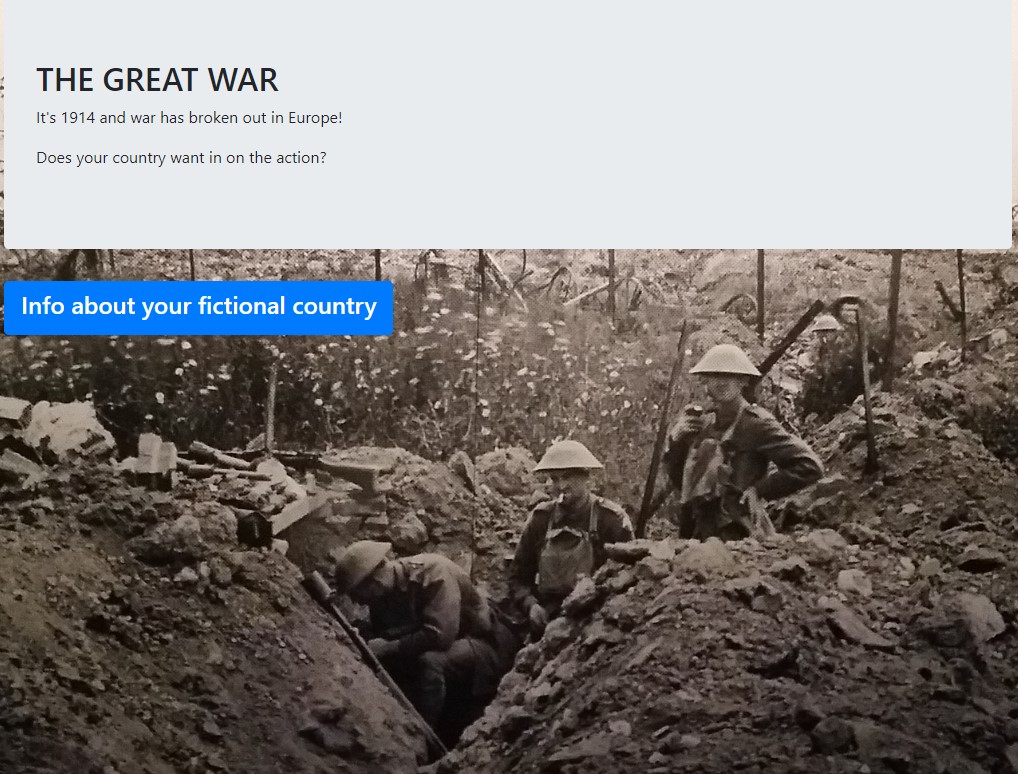 THE GREAT WAR
It's 1914 and war has broken out in Europe!
Does your country want in on the action?
Info about your fictional country